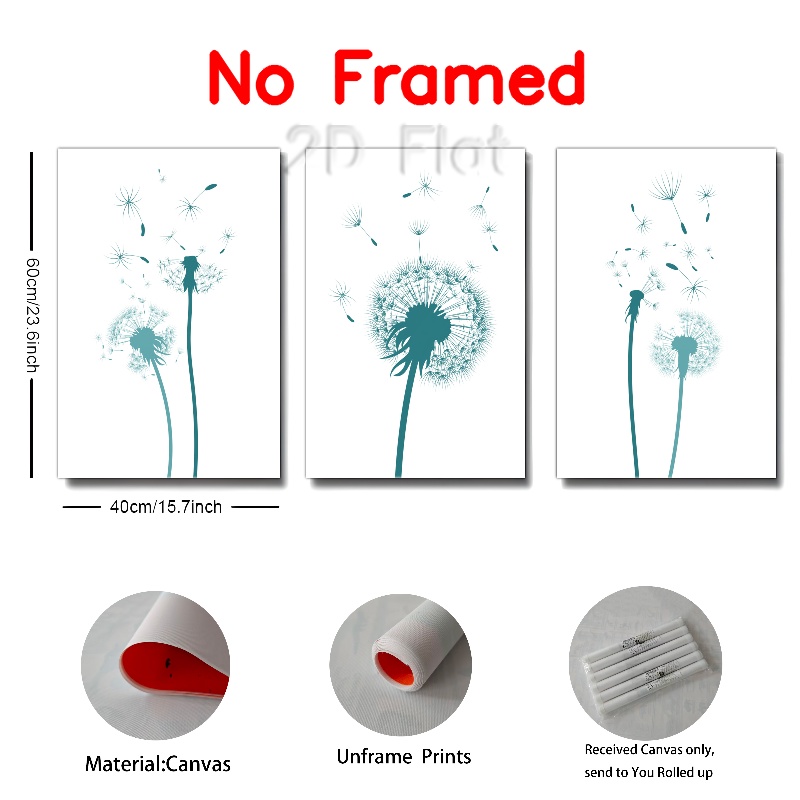 No Framed
2D Flat
60cm/23.6inch
40cm/15.7inch
Material:Canvas
Unframe Prints
Received Canvas only,
send to You Rolled up